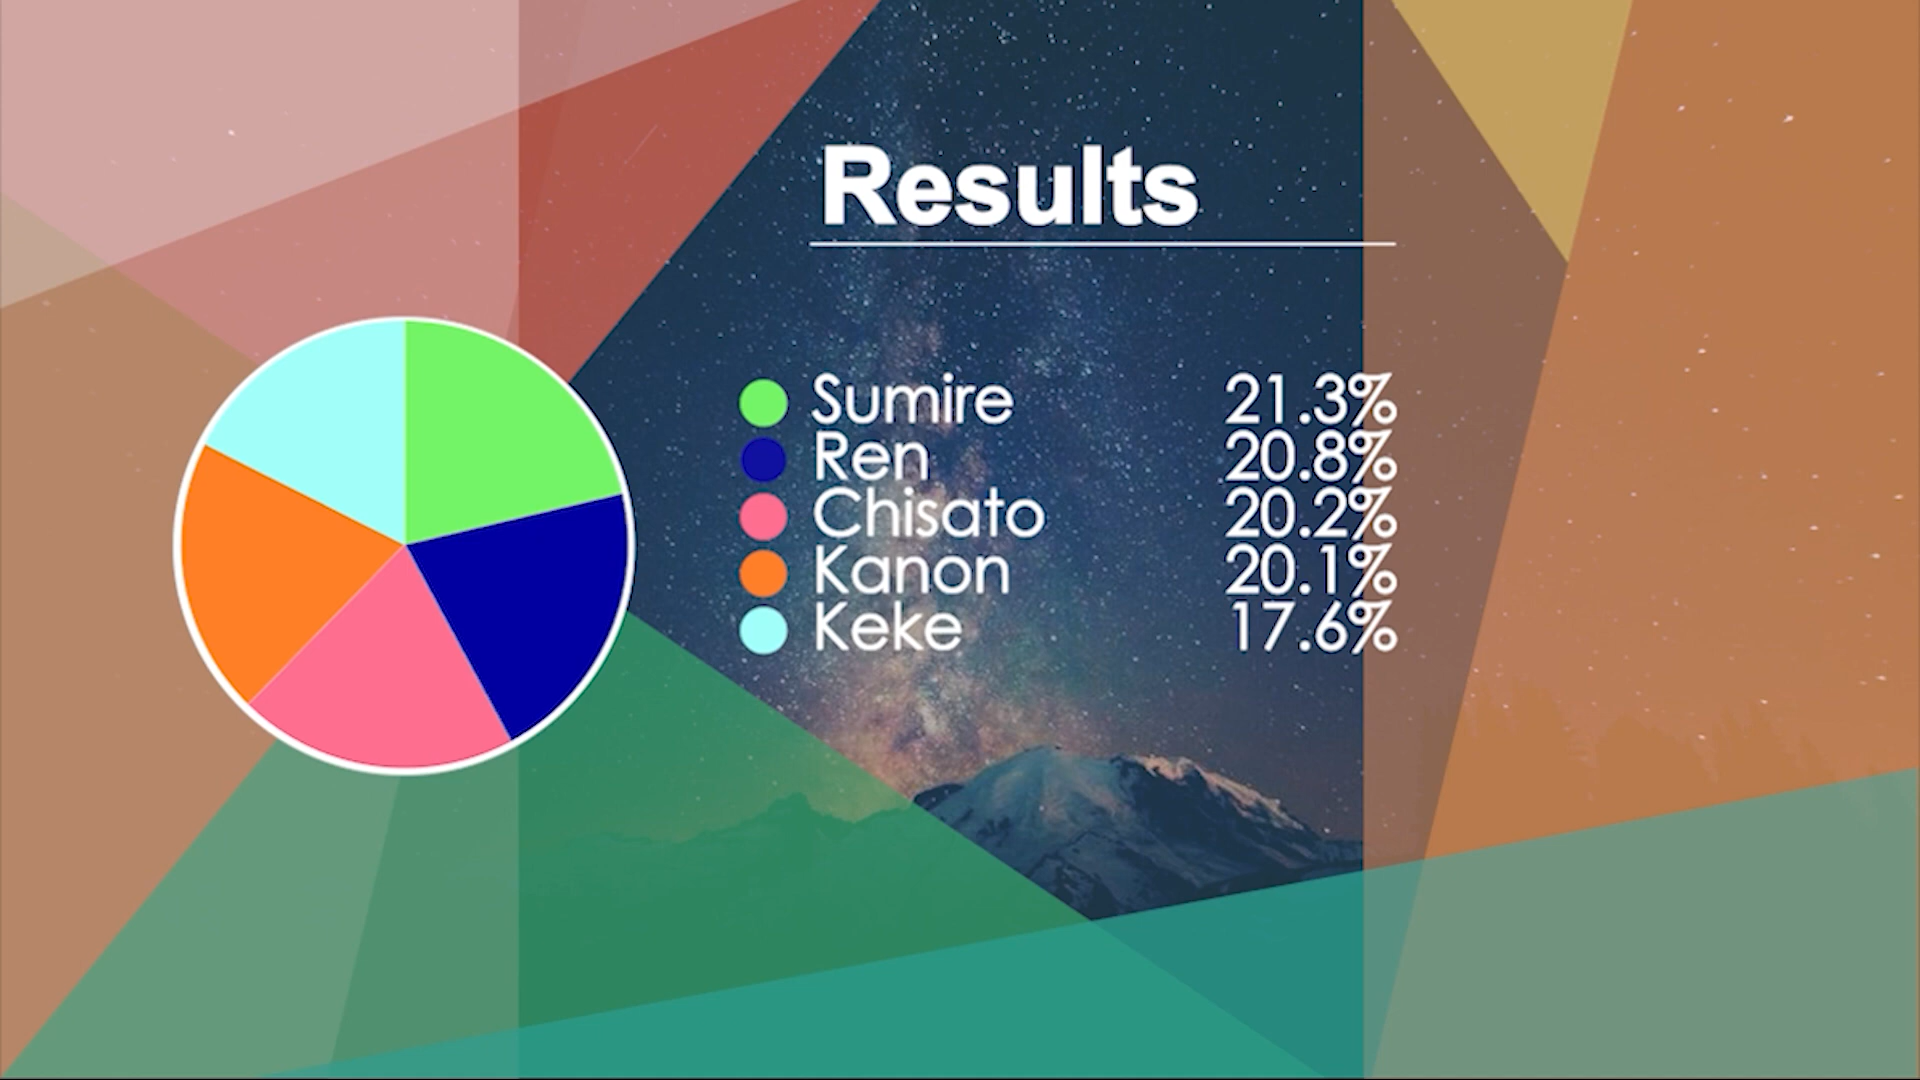 Results
Sumire 21.3%
Ren 20.8%
Chisato 20.2%
Kanon 20.1%
Keke 17.6%